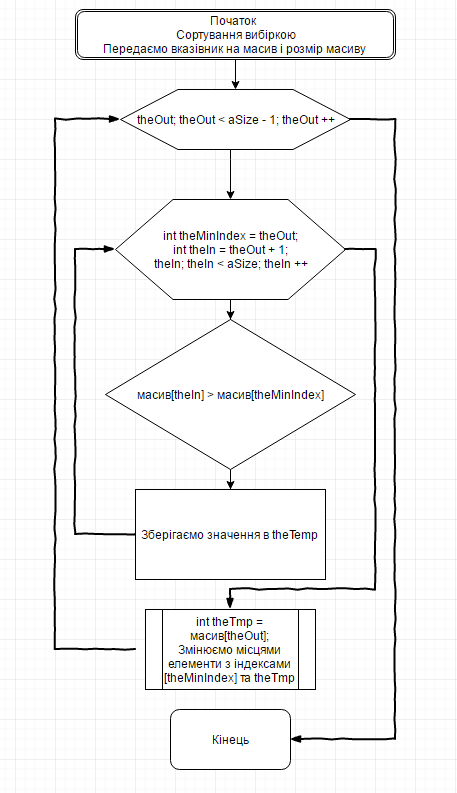 Початок
Сортування вибіркою
Передаємо вказівник на масив і розмір масиву
theOut; theOut < aSize - 1; theOut ++
int theMinIndex = theOut;
int theIn = theOut + 1;
theIn; theIn < aSize; theIn ++
масив[theIn] > масив[theMinIndex]
Зберігаємо значення в theTemp
int theTmp =
масив[theOut];
Змінюємо місцями
елементи з індексами
[theMinIndex] та theTmp
Кінець